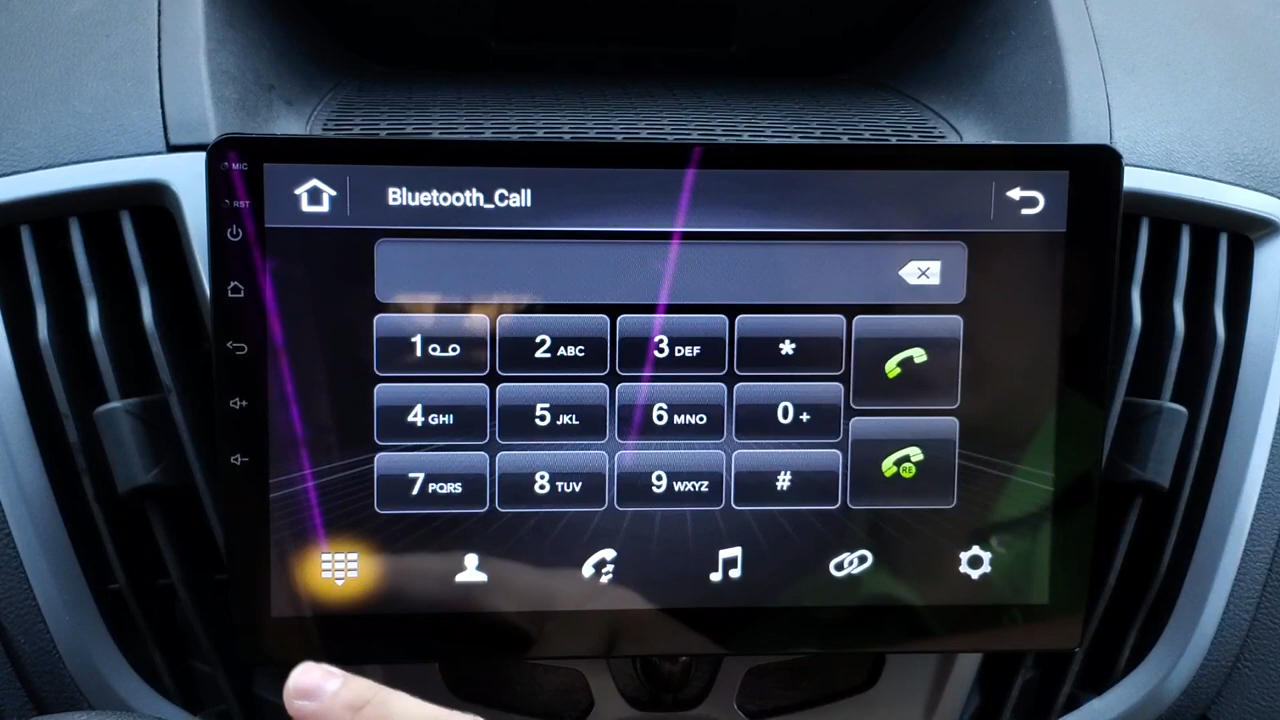 MIC
RST
Bluetooth_Call
1 2 ABC 3 DEF *
4 GHI 5 JKL 6 MNO 0 +
7 PQRS 8 TUV 9 WXYZ #
RE